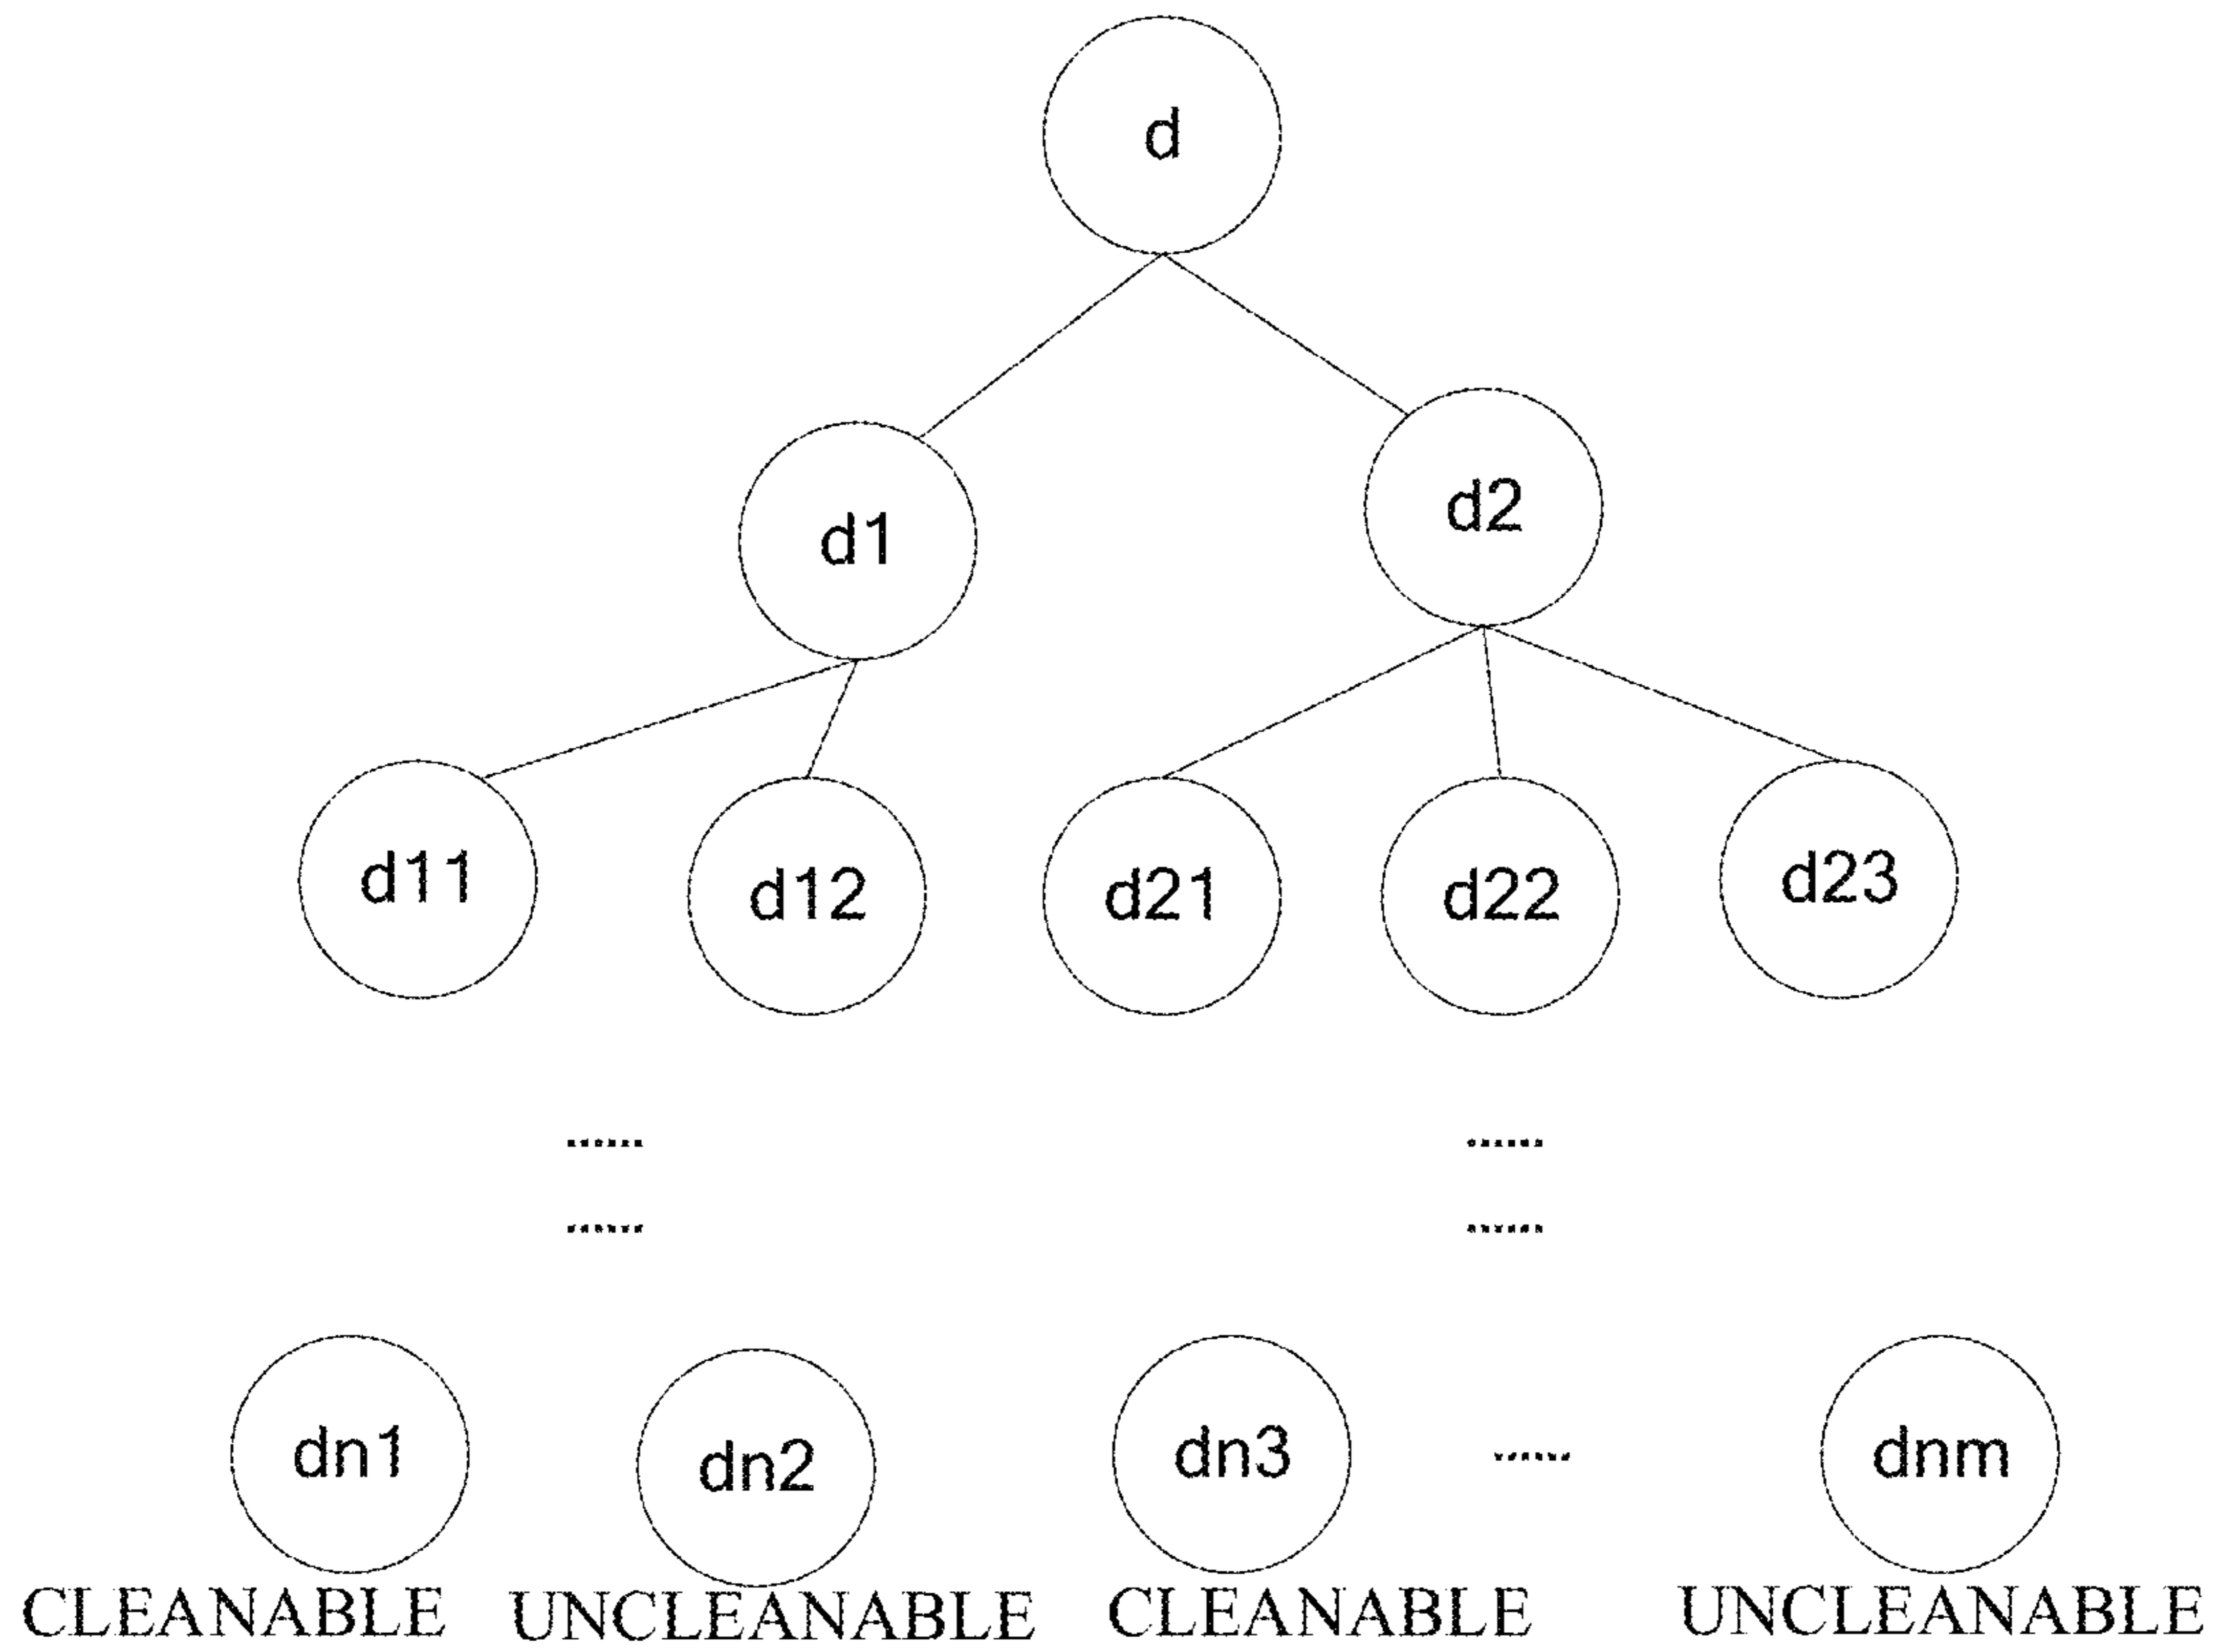 d
d1 d2
d11 d12 d21 d22 d23
...... ......
...... ......
dn1 dn2 dn3 ...... dnm
CLEANABLE UNCLEANABLE CLEANABLE UNCLEANABLE